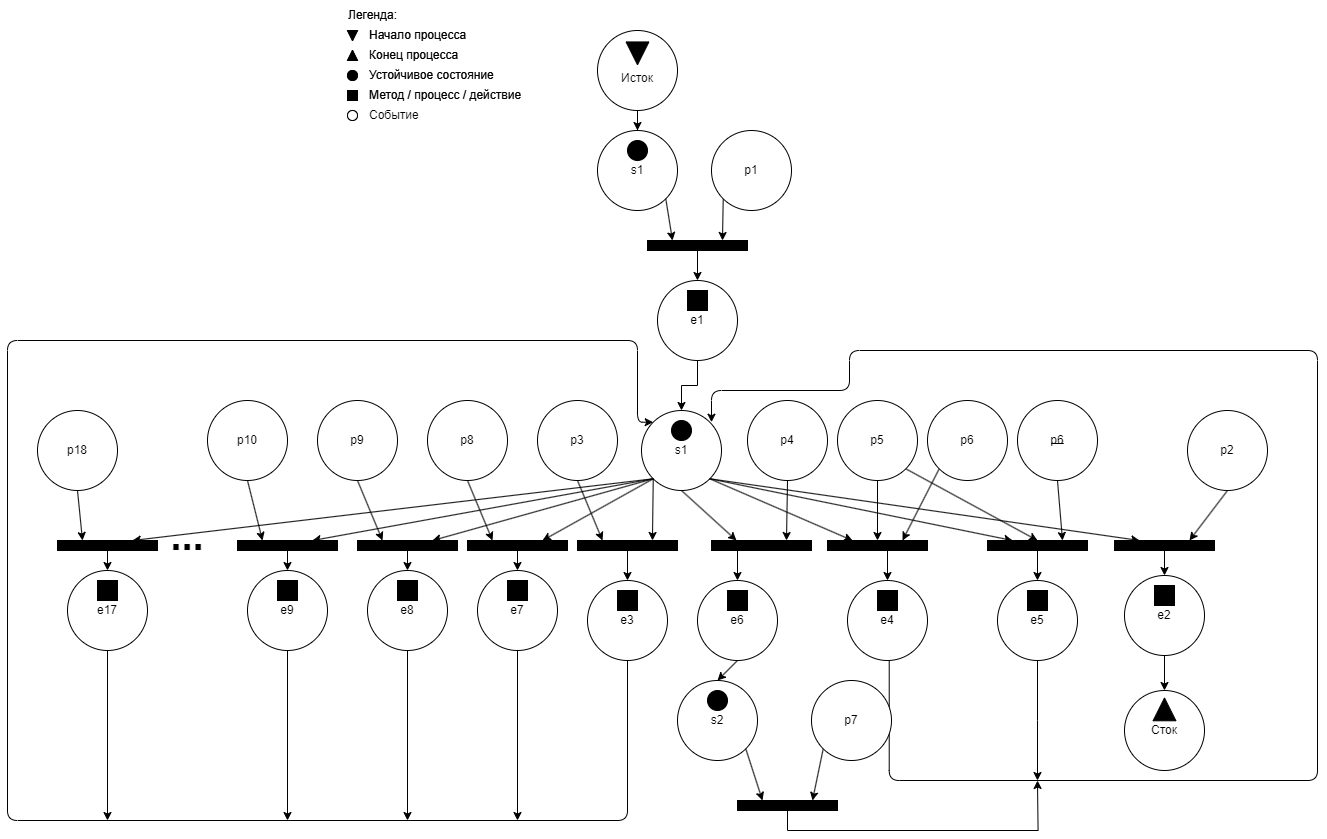 Легенда:
Начало процесса
Конец процесса
Устойчивое состояние
Метод / процесс / действие
Событие
Исток
s1
p1
e1
p18
p10
p9
p8
p3
s1
p4
p5
p6
p6
p2
...
e17
e9
e8
e7
e3
e6
e4
e5
e2
s2
p7
Сток